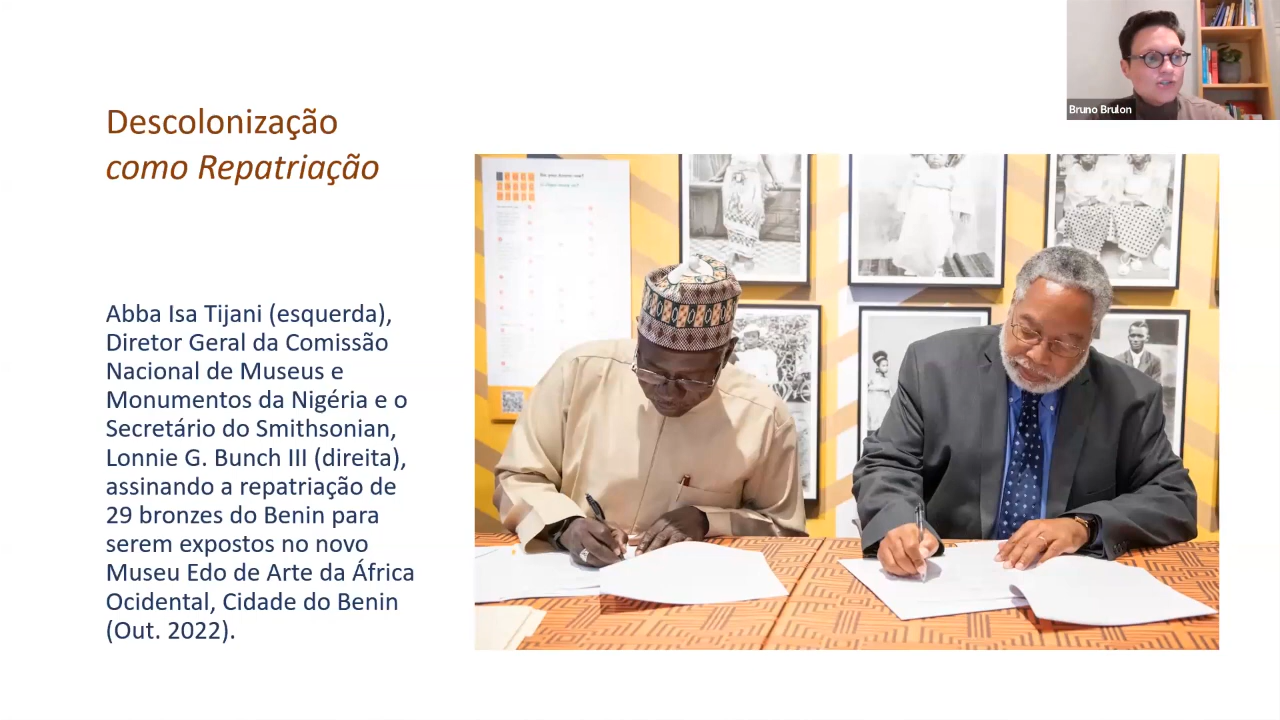 Descolonização
como Repatriação
Bruno Brulon
Abba Isa Tijani (esquerda),
Diretor Geral da Comissão
Nacional de Museus e
Monumentos da Nigéria e o
Secretário do Smithsonian,
Lonnie G. Bunch III (direita),
assinando a repatriação de
29 bronzes do Benin para
serem expostos no novo
Museu Edo de Arte da África
Ocidental, Cidade do Benin
(Out. 2022).